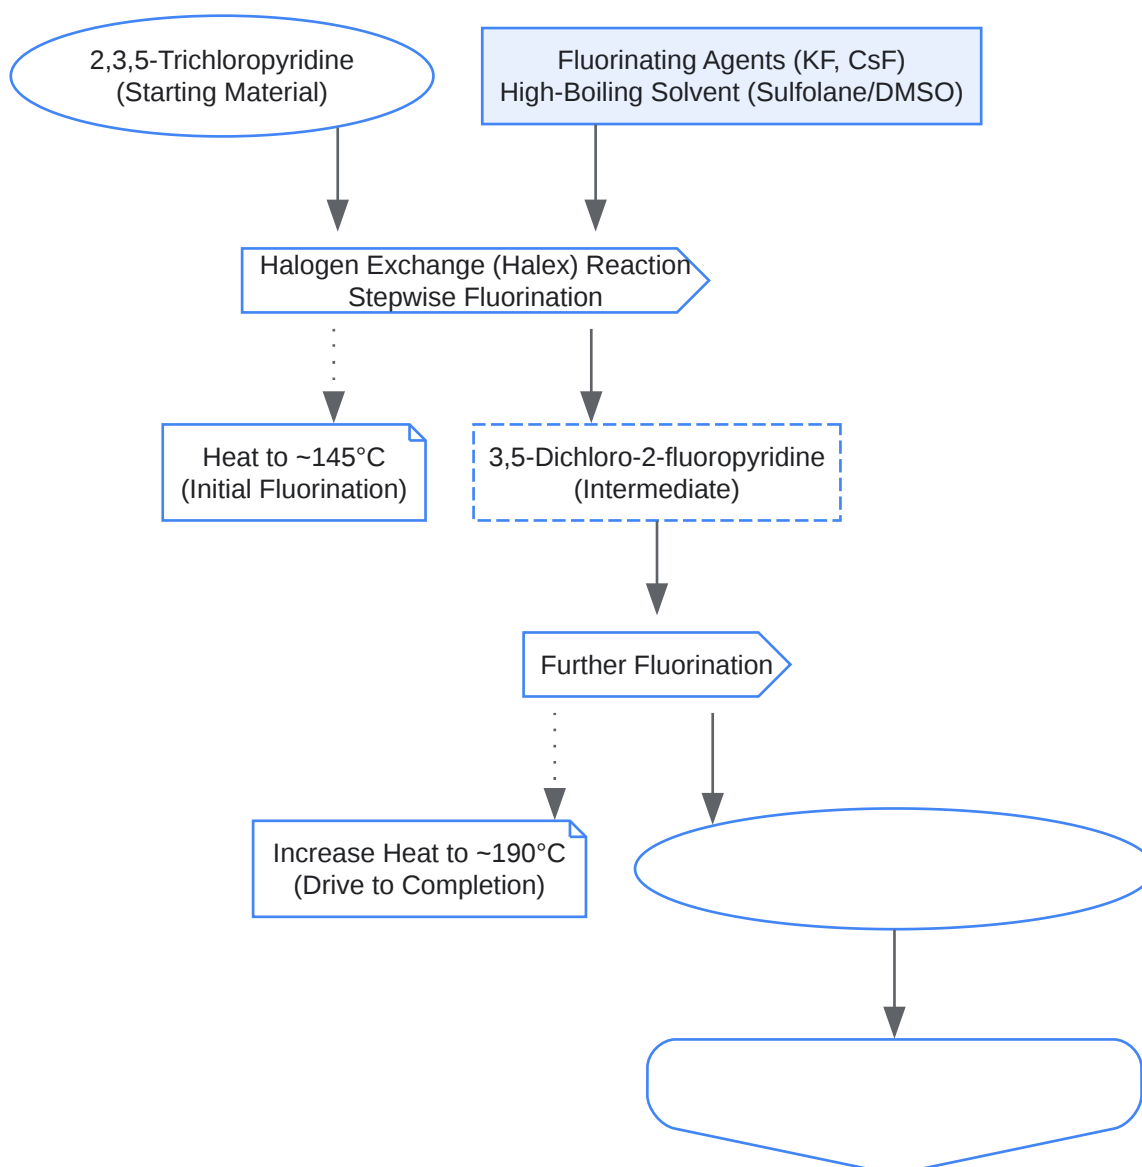 2,3,5-Trichloropyridine
(Starting Material)
Fluorinating Agents (KF, CsF)
High-Boiling Solvent (Sulfolane/DMSO)
Halogen Exchange (Halex) Reaction
Stepwise Fluorination
Heat to ~145°C
(Initial Fluorination)
3,5-Dichloro-2-fluoropyridine
(Intermediate)
Further Fluorination
Increase Heat to ~190°C
(Drive to Completion)